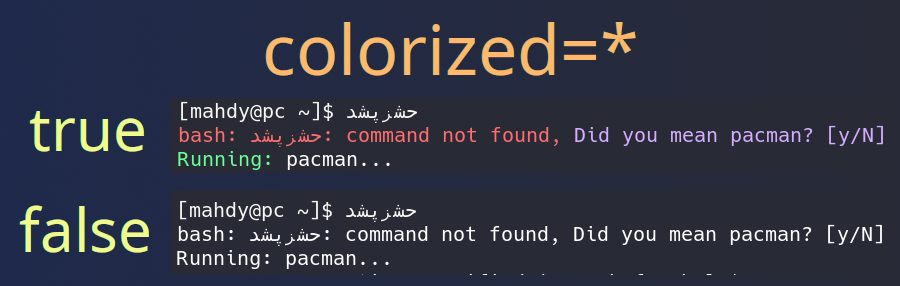 colorized=*
true
[mahdy@pc ~]$ حشزپشد
bash: حشزپشد: command not found, Did you mean pacman? [y/N]
Running: pacman...
false
[mahdy@pc ~]$ حشزپشد
bash: حشزپشد: command not found, Did you mean pacman? [y/N]
Running: pacman...